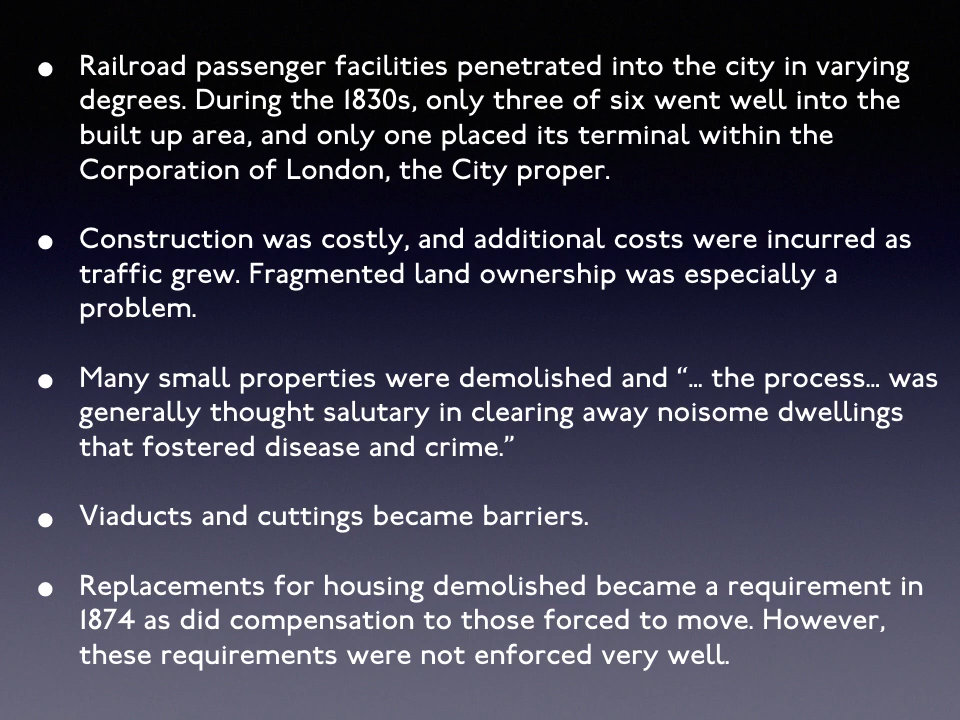 • Railroad passenger facilities penetrated into the city in varying
degrees. During the 1830s, only three of six went well into the
built up area, and only one placed its terminal within the
Corporation of London, the City proper.
• Construction was costly, and additional costs were incurred as
traffic grew. Fragmented land ownership was especially a
problem.
• Many small properties were demolished and “... the process... was
generally thought salutary in clearing away noisome dwellings
that fostered disease and crime.”
• Viaducts and cuttings became barriers.
• Replacements for housing demolished became a requirement in
1874 as did compensation to those forced to move. However,
these requirements were not enforced very well.